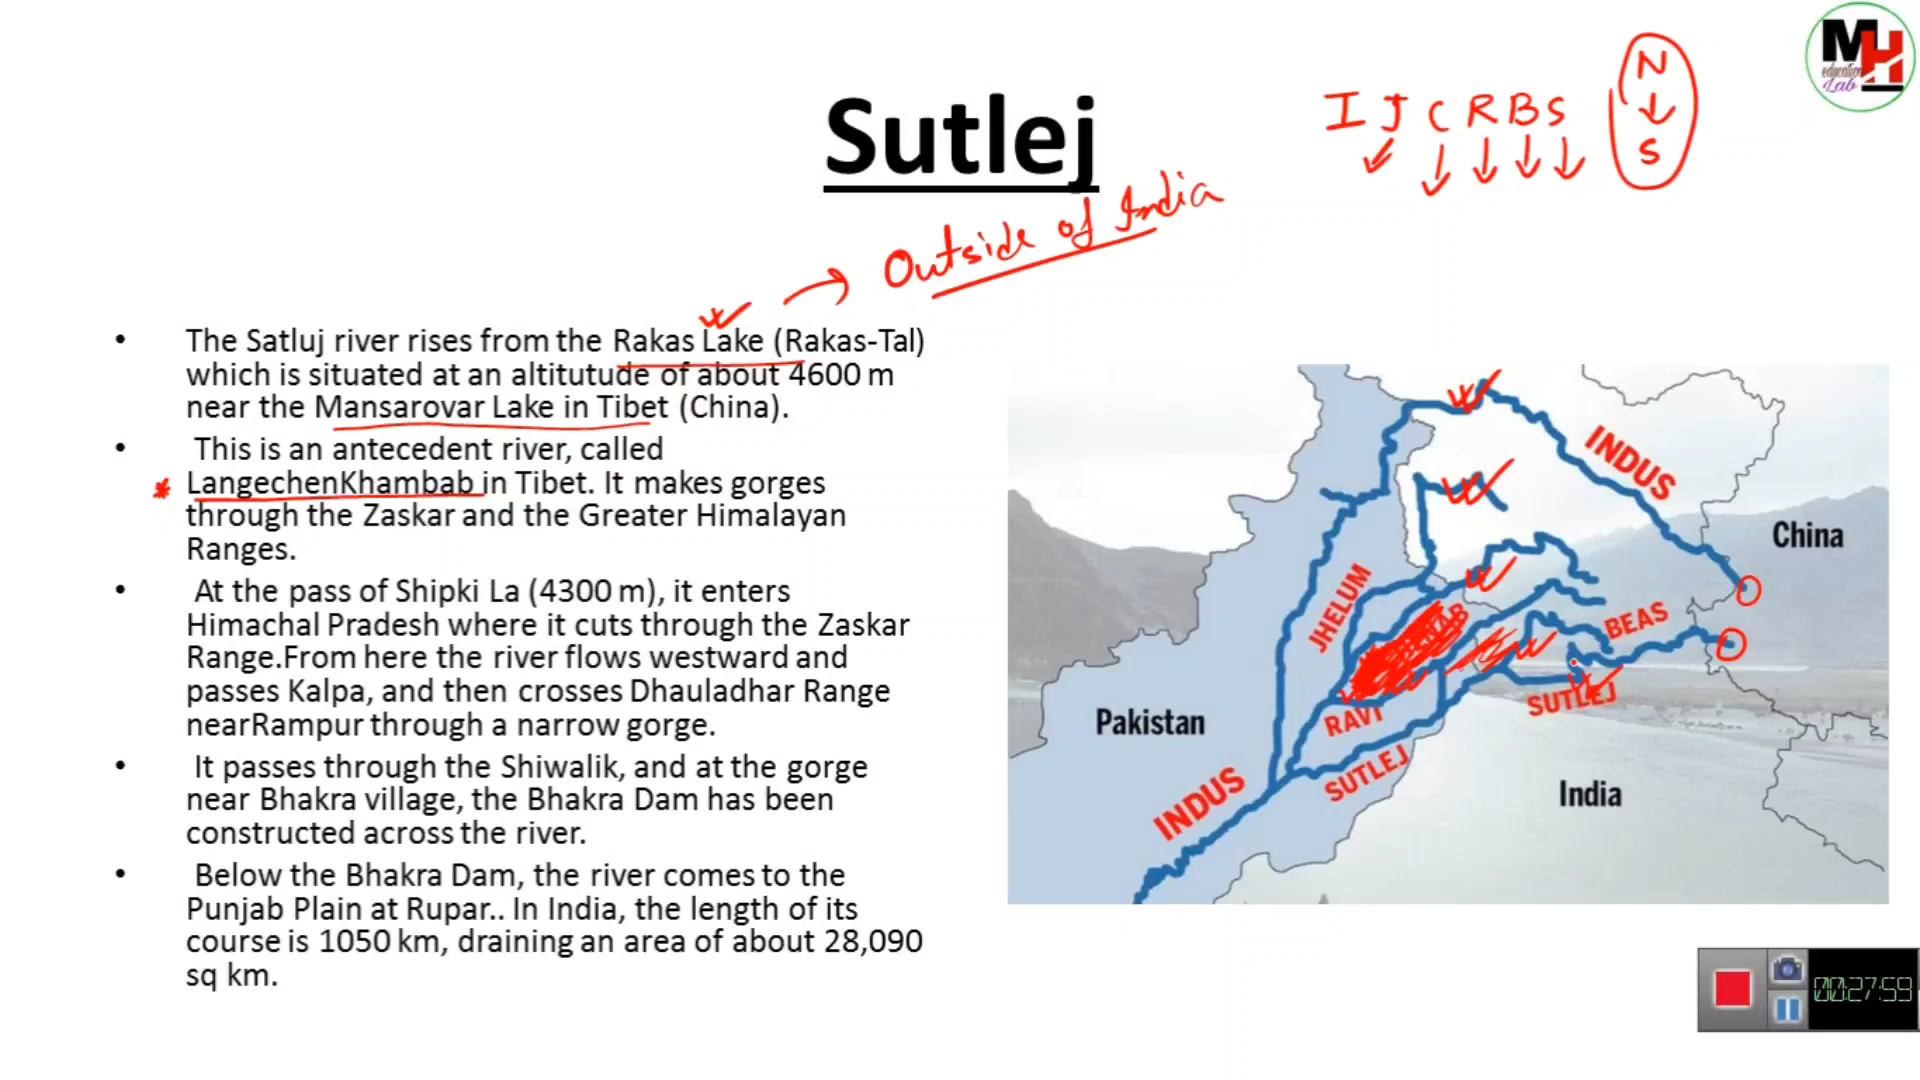 MH
education
Lab
N
I J C R B S
↓
S
Sutlej
Outside of India
• The Satluj river rises from the Rakas Lake (Rakas-Tal)
which is situated at an altitutude of about 4600 m
near the Mansarovar Lake in Tibet (China).
• This is an antecedent river, called
LangechenKhambab in Tibet. It makes gorges
through the Zaskar and the Greater Himalayan
Ranges.
• At the pass of Shipki La (4300 m), it enters
Himachal Pradesh where it cuts through the Zaskar
Range.From here the river flows westward and
passes Kalpa, and then crosses Dhauladhar Range
nearRampur through a narrow gorge.
• It passes through the Shiwalik, and at the gorge
near Bhakra village, the Bhakra Dam has been
constructed across the river.
• Below the Bhakra Dam, the river comes to the
Punjab Plain at Rupar.. In India, the length of its
course is 1050 km, draining an area of about 28,090
sq km.
INDUS
China
JHELUM
BEAS
SUTLEJ
Pakistan
RAVI
SUTLEJ
INDUS
India
00:27:59